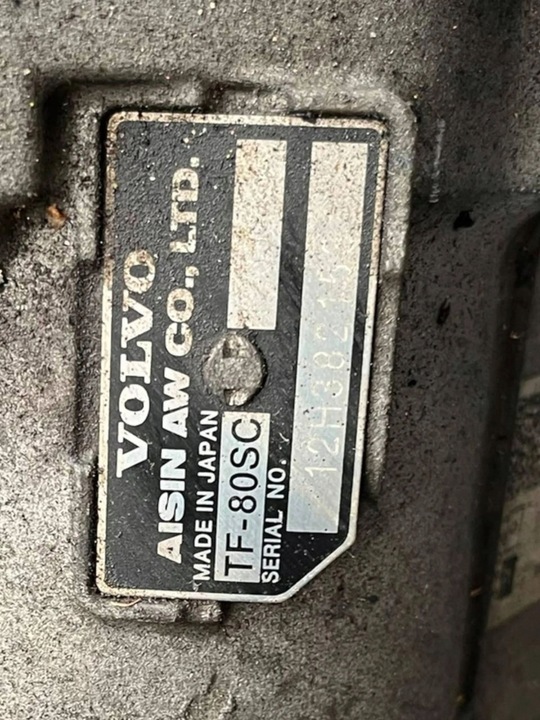 VOLVO
AISIN AW CO., LTD.
MADE IN JAPAN
TF-80SC
SERIAL NO.